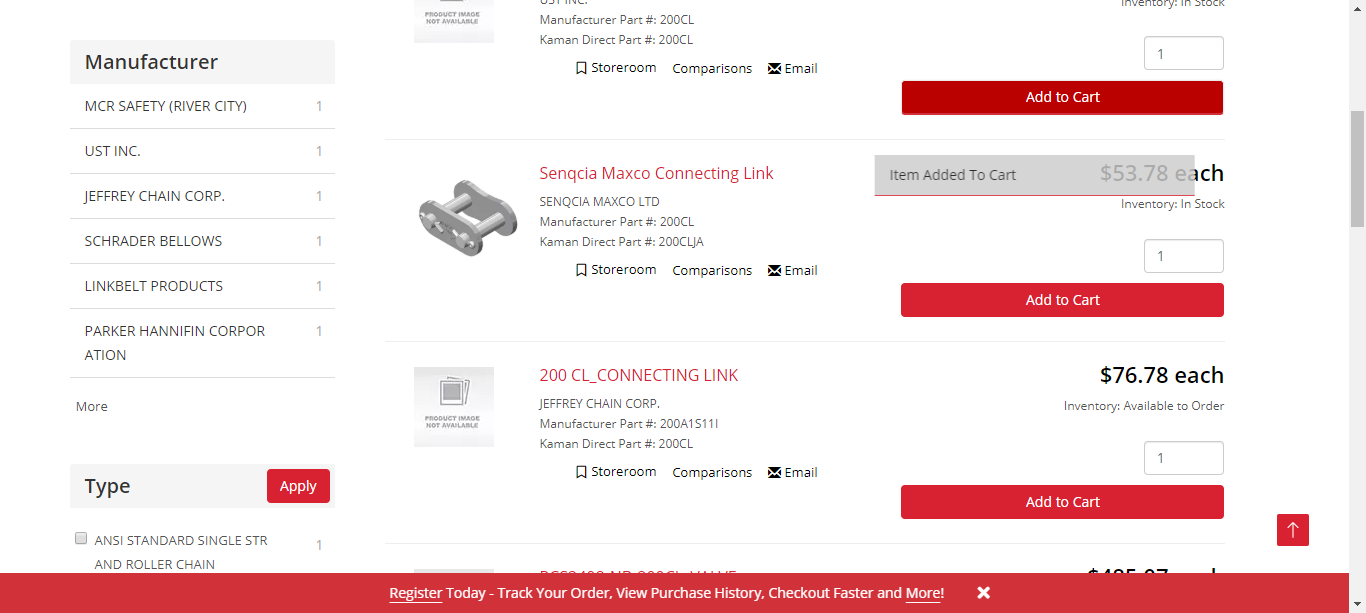 PRODUCT IMAGE
NOT AVAILABLE
UST INC.
Manufacturer Part #: 200CL
Kaman Direct Part #: 200CL
Storeroom Comparisons Email
Inventory: In Stock
1
Add to Cart
Manufacturer
MCR SAFETY (RIVER CITY) 1
UST INC. 1
JEFFREY CHAIN CORP. 1
SCHRADER BELLOWS 1
LINKBELT PRODUCTS 1
PARKER HANNIFIN CORPOR 1
ATION
More
Type Apply
ANSI STANDARD SINGLE STR 1
AND ROLLER CHAIN
Senqcia Maxco Connecting Link
SENQCIA MAXCO LTD
Manufacturer Part #: 200CL
Kaman Direct Part #: 200CLJA
Storeroom Comparisons Email
Item Added To Cart $53.78 each
Inventory: In Stock
1
Add to Cart
PRODUCT IMAGE
NOT AVAILABLE
200 CL_CONNECTING LINK
JEFFREY CHAIN CORP.
Manufacturer Part #: 200A1S11I
Kaman Direct Part #: 200CL
Storeroom Comparisons Email
$76.78 each
Inventory: Available to Order
1
Add to Cart
Register Today - Track Your Order, View Purchase History, Checkout Faster and More!